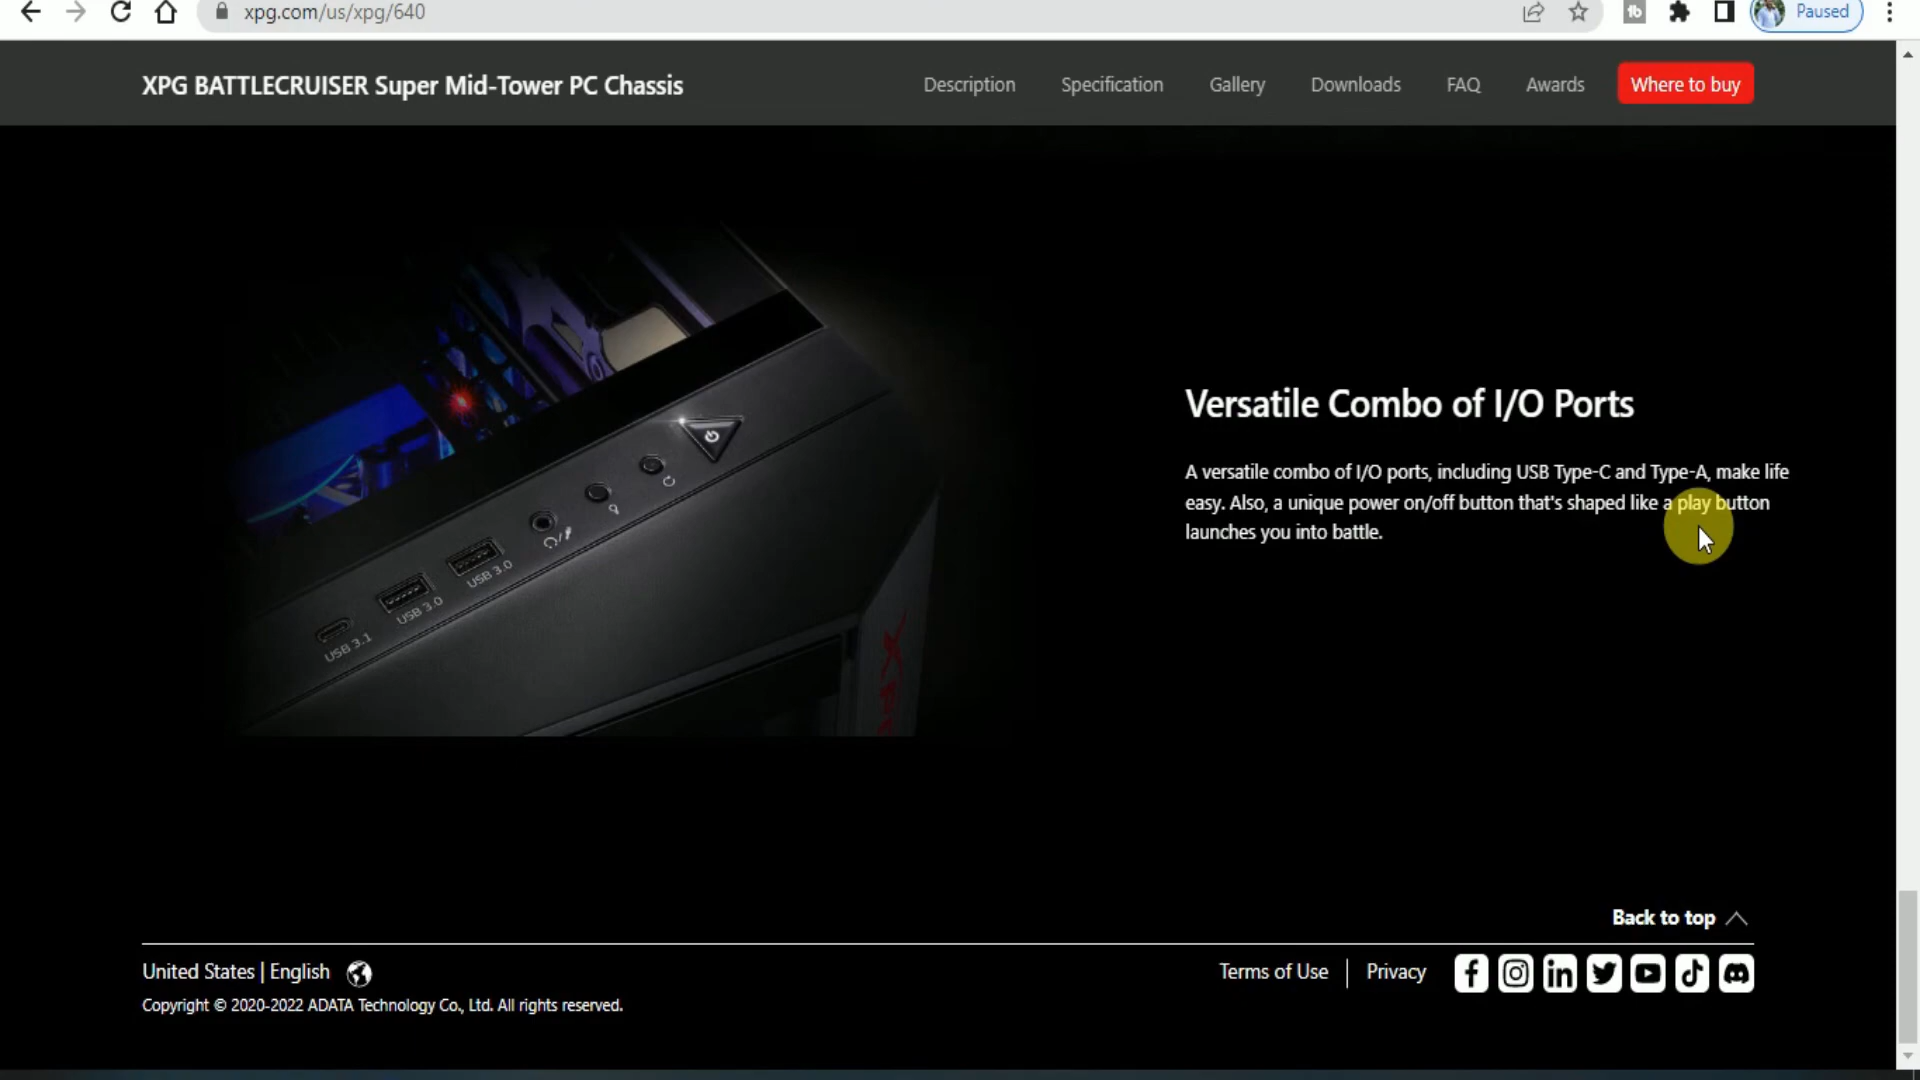 xpg.com/us/xpg/640
Paused
XPG BATTLECRUISER Super Mid-Tower PC Chassis
Description
Specification
Gallery
Downloads
FAQ
Awards
Where to buy
USB 3.1
USB 3.0
USB 3.0
Versatile Combo of I/O Ports
A versatile combo of I/O ports, including USB Type-C and Type-A, make life
easy. Also, a unique power on/off button that's shaped like a play button
launches you into battle.
Back to top
United States | English
Terms of Use | Privacy
Copyright © 2020-2022 ADATA Technology Co., Ltd. All rights reserved.